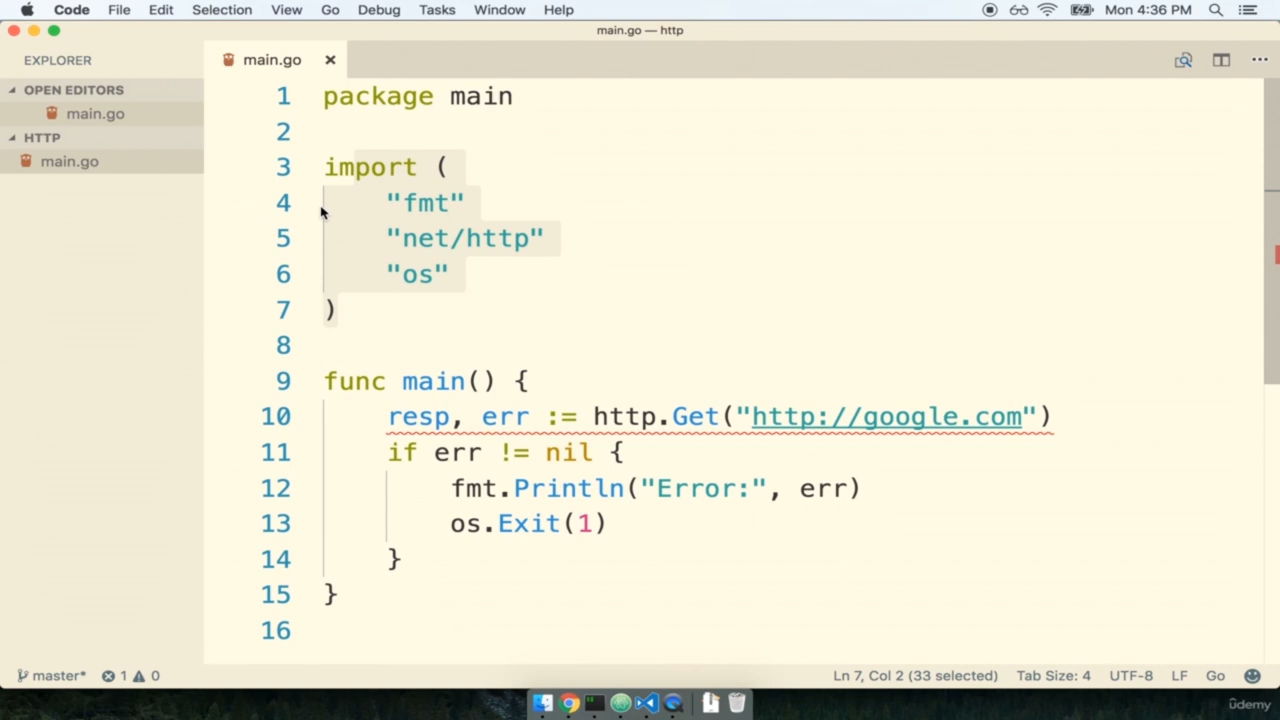 Code File Edit Selection View Go Debug Tasks Window Help Mon 4:36 PM
main.go — http
EXPLORER
OPEN EDITORS
main.go
HTTP
main.go
main.go ×
1 package main
2
3 import (
4 "fmt"
5 "net/http"
6 "os"
7 )
8
9 func main() {
10 resp, err := http.Get("http://google.com")
11 if err != nil {
12 fmt.Println("Error:", err)
13 os.Exit(1)
14 }
15 }
16
master* 1 0 Ln 7, Col 2 (33 selected) Tab Size: 4 UTF-8 LF Go
ûdemy